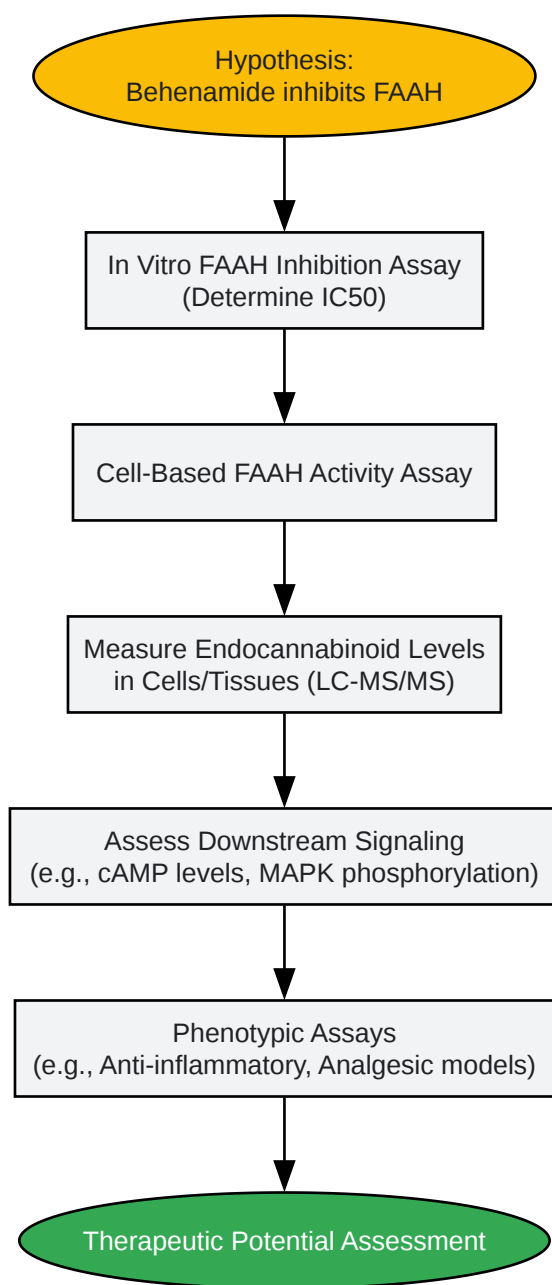 Hypothesis:
Behenamide inhibits FAAH
In Vitro FAAH Inhibition Assay
(Determine IC50)
Cell-Based FAAH Activity Assay
Measure Endocannabinoid Levels
in Cells/Tissues (LC-MS/MS)
Assess Downstream Signaling
(e.g., cAMP levels, MAPK phosphorylation)
Phenotypic Assays
(e.g., Anti-inflammatory, Analgesic models)
Therapeutic Potential Assessment